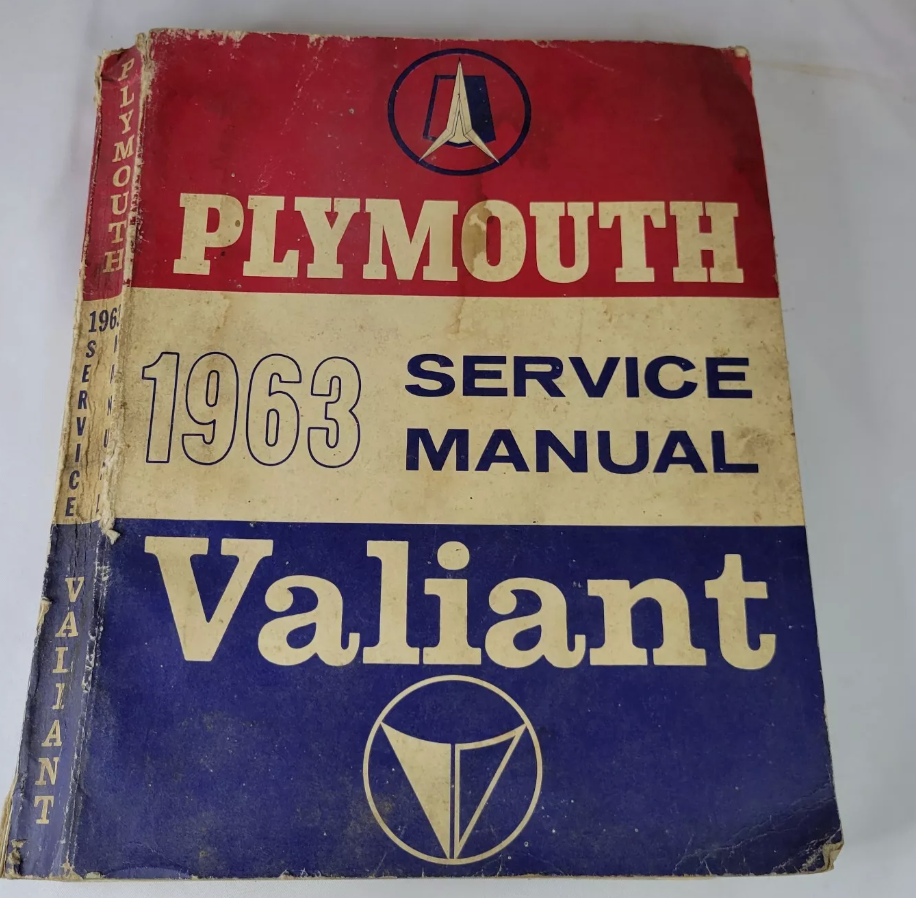 PLYMOUTH
1963 SERVICE
MANUAL
Valiant
PLYMOUTH
1963
SERVICE
VALIANT